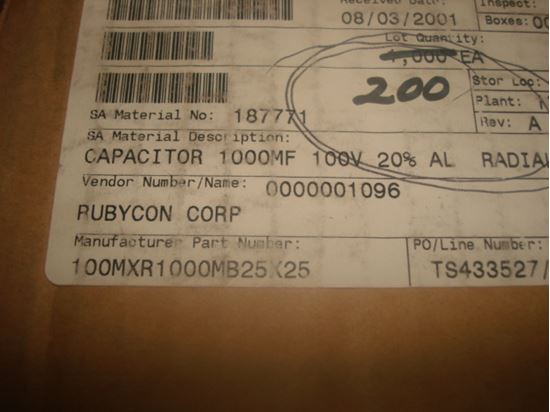 Received Date: Inspect:
08/03/2001 Boxes: 00
Lot Quantity:
1,000 EA
200
Stor Loc:
Plant:
Rev: A
SA Material No: 187771
SA Material Description:
CAPACITOR 1000MF 100V 20% AL RADIAL
Vendor Number/Name: 0000001096
RUBYCON CORP
Manufacturer Part Number: PO/Line Number:
100MXR1000MB25X25 TS433527/